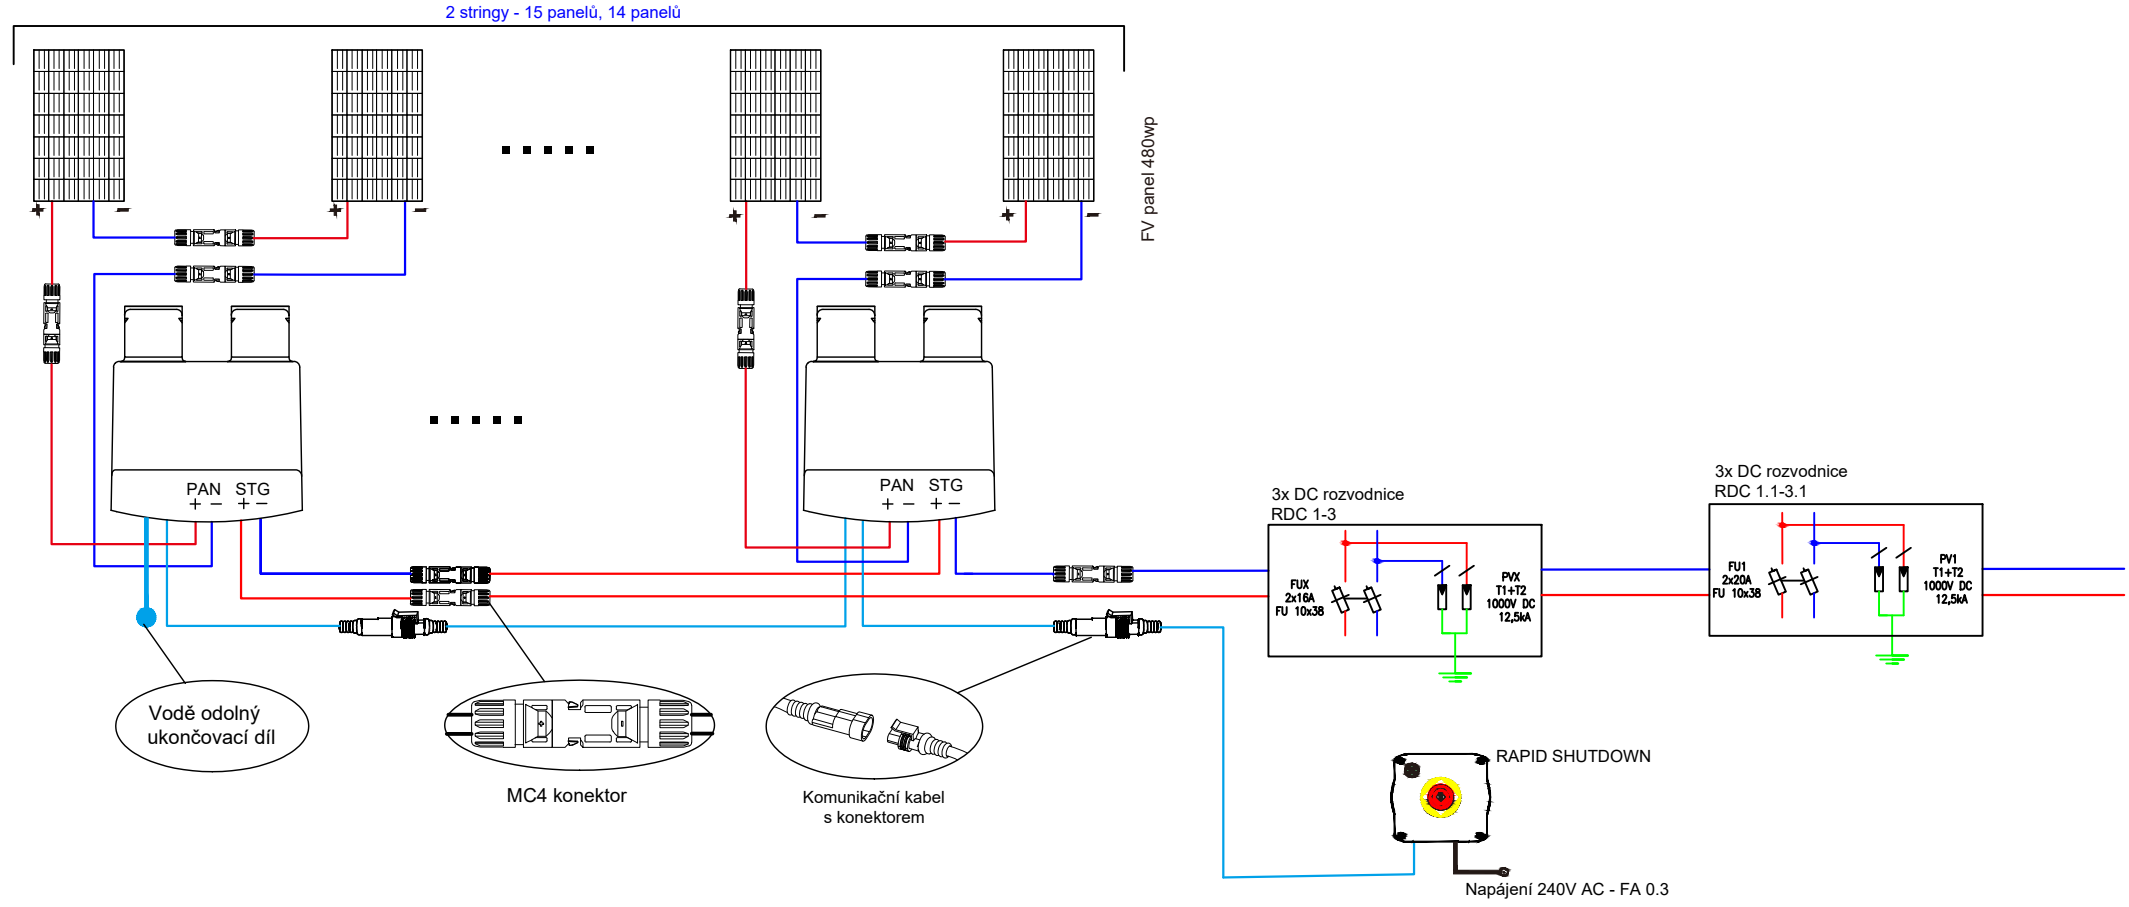 2 stringy - 15 panelů, 14 panelů
+ − + − + − + −
FV panel 480wp
PAN STG
+ − + −
PAN STG
+ − + −
3x DC rozvodnice
RDC 1-3
FUX
2x16A
FU 10x38
PVX
T1+T2
1000V DC
12,5kA
3x DC rozvodnice
RDC 1.1-3.1
FU1
2x20A
FU 10x38
PV1
T1+T2
1000V DC
12,5kA
Vodě odolný
ukončovací díl
MC4 konektor
Komunikační kabel
s konektorem
RAPID SHUTDOWN
Napájení 240V AC - FA 0.3